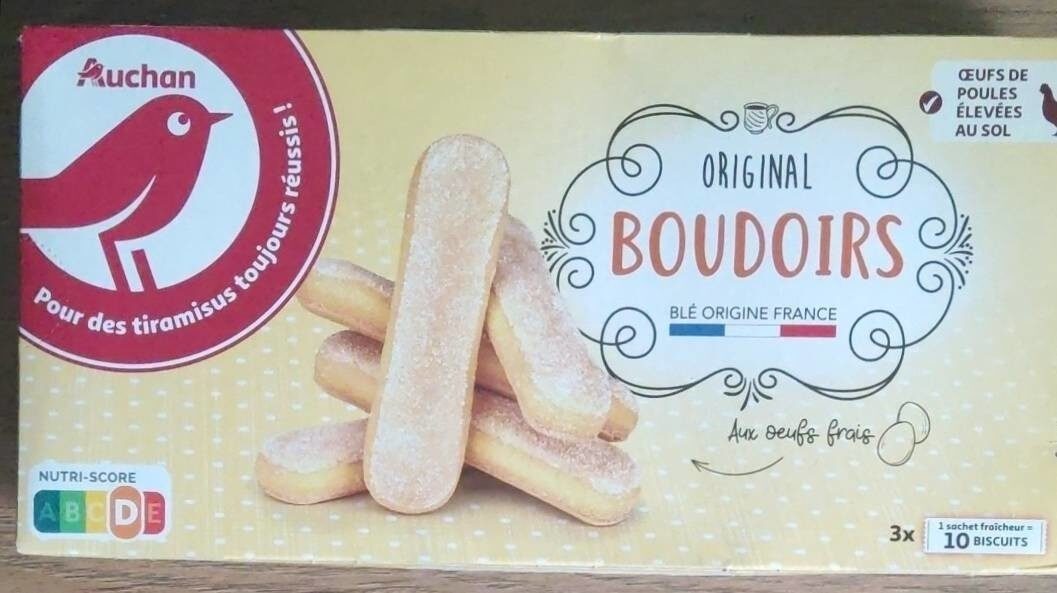 Auchan
Pour des tiramisus toujours réussis !
ORIGINAL
BOUDOIRS
BLÉ ORIGINE FRANCE
Aux oeufs frais
ŒUFS DE
POULES
ÉLEVÉES
AU SOL
NUTRI-SCORE
A B C D E
3x
1 sachet fraîcheur =
10 BISCUITS